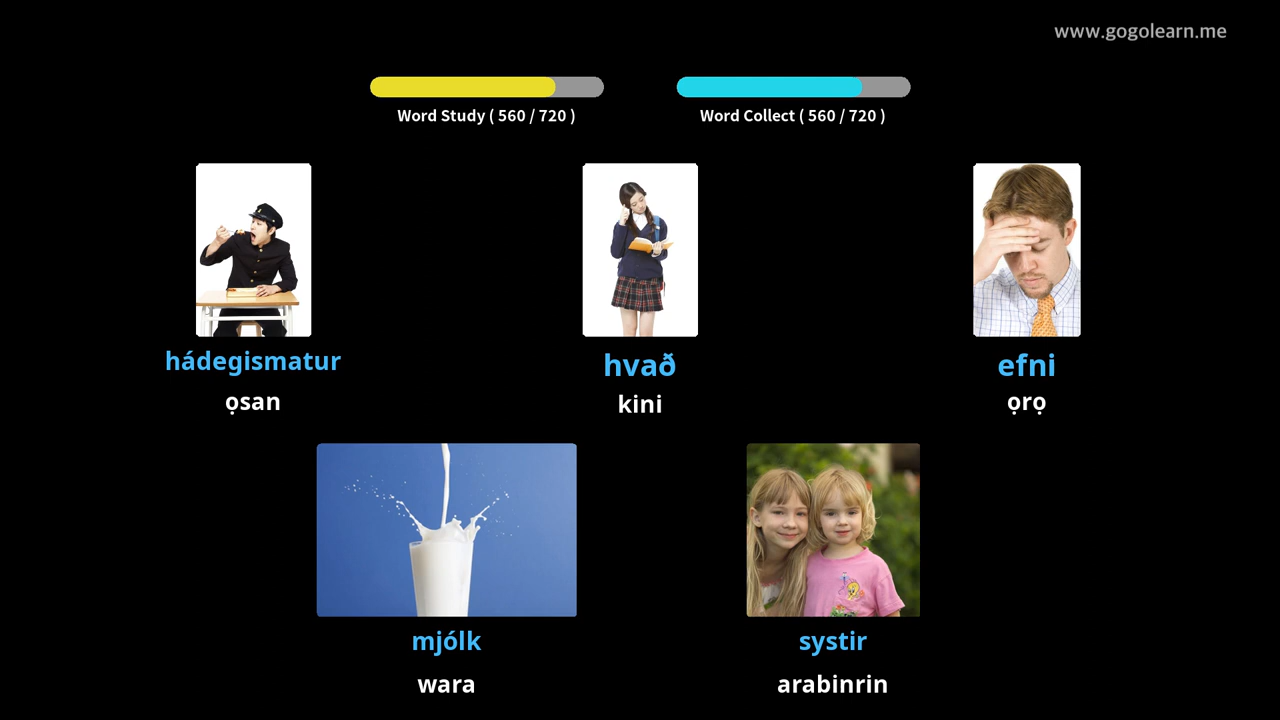 www.gogolearn.me
Word Study ( 560 / 720 )
Word Collect ( 560 / 720 )
hádegismatur
ọsan
hvað
kini
efni
ọrọ
mjólk
wara
systir
arabinrin